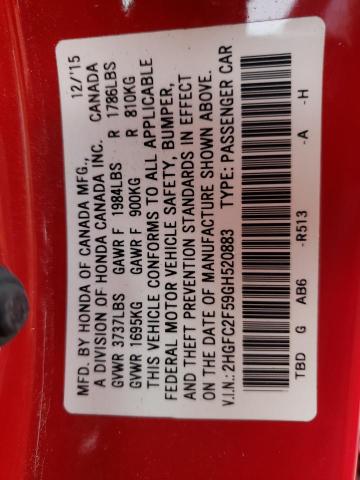 MFD. BY HONDA OF CANADA MFG., 12/'15
A DIVISION OF HONDA CANADA INC. CANADA
GVWR 3737LBS GAWR F 1984LBS R 1786LBS
GVWR 1695KG GAWR F 900KG R 810KG
THIS VEHICLE CONFORMS TO ALL APPLICABLE
FEDERAL MOTOR VEHICLE SAFETY, BUMPER,
AND THEFT PREVENTION STANDARDS IN EFFECT
ON THE DATE OF MANUFACTURE SHOWN ABOVE.
V.I.N.: 2HGFC2F59GH520883 TYPE: PASSENGER CAR
TBD G AB6 -R513 -A -H